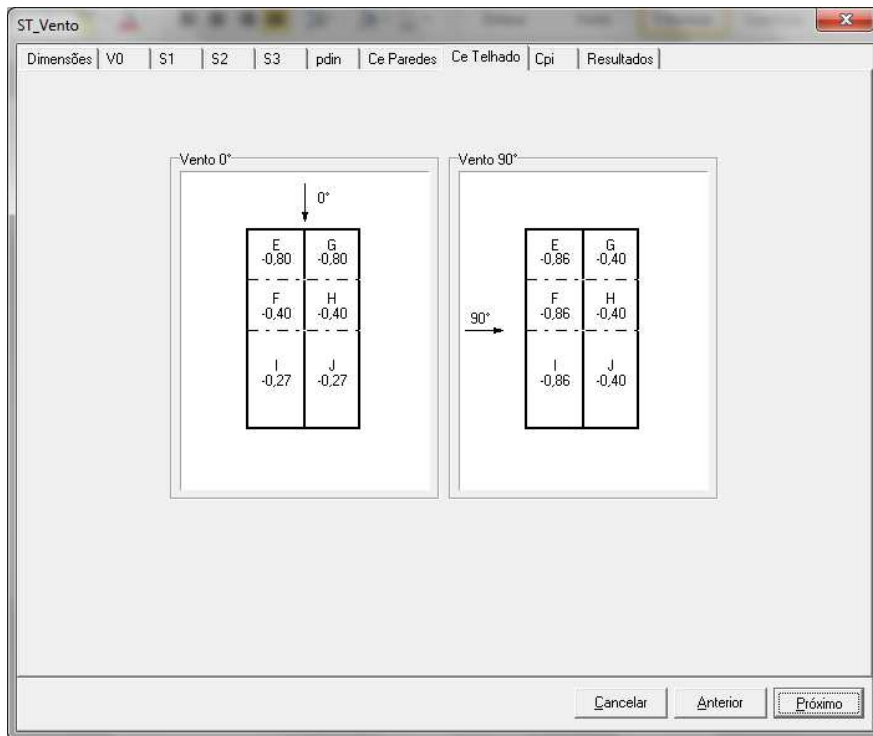 ST_Vento
Dimensões V0 S1 S2 S3 pdin Ce Paredes Ce Telhado Cpi Resultados
Vento 0°
0°
E G
-0,80 -0,80
F H
-0,40 -0,40
I J
-0,27 -0,27
Vento 90°
90°
E G
-0,86 -0,40
F H
-0,86 -0,40
I J
-0,86 -0,40
Cancelar Anterior Próximo